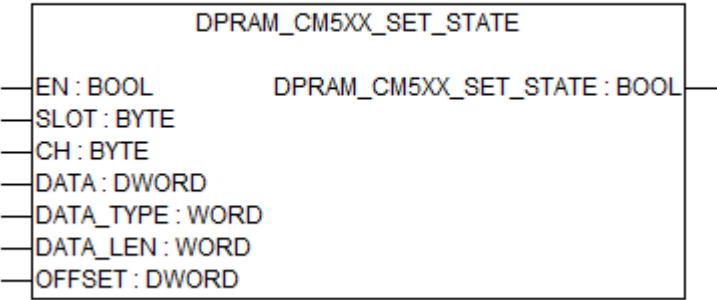 DPRAM_CM5XX_SET_STATE
EN : BOOL DPRAM_CM5XX_SET_STATE : BOOL
SLOT : BYTE
CH : BYTE
DATA : DWORD
DATA_TYPE : WORD
DATA_LEN : WORD
OFFSET : DWORD